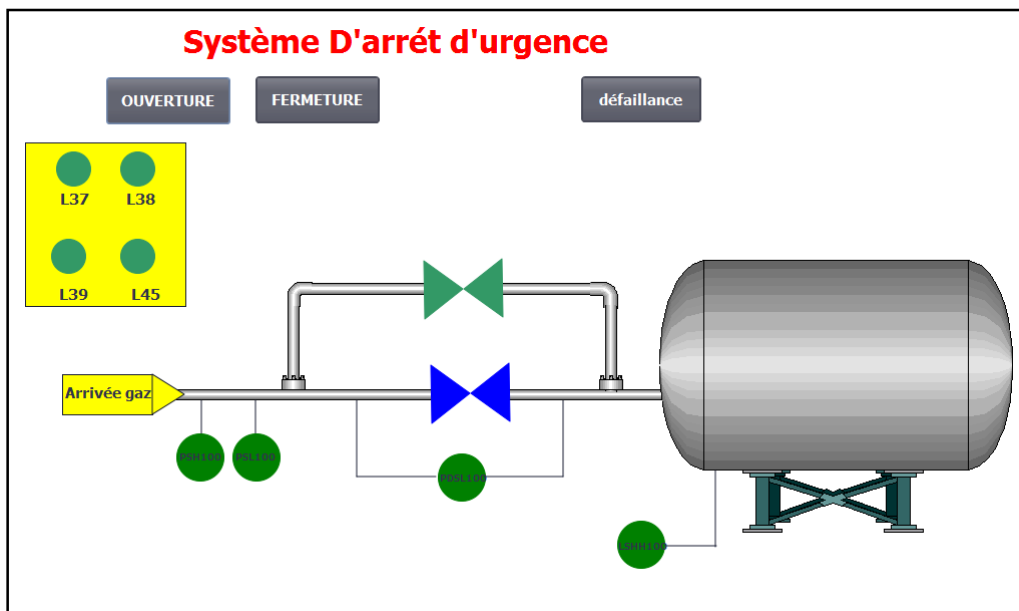 Système D'arrét d'urgence
OUVERTURE FERMETURE défaillance
L37 L38
L39 L45
Arrivée gaz
PSH100 PSL100
PDSL100
LSHH100